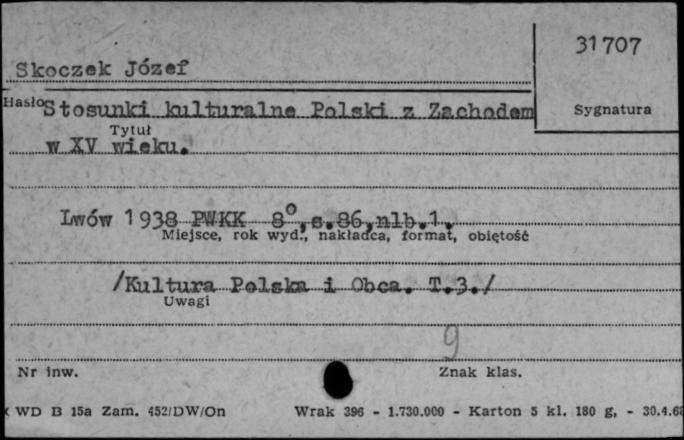 31707
Skoczek Józef
Hasło Stosunki kulturalne Polski z Zachodem
Sygnatura
Tytuł
w XV wieku.
Lwów 1938 PWKK 8°, s.86,nlb.1.
Miejsce, rok wyd., nakładca, format, obiętość
/Kultura Polska i Obca. T.3./
Uwagi
9
Nr inw.
Znak klas.
WD B 15a Zam. 452/DW/On Wrak 396 - 1.730.000 - Karton 5 kl. 180 g, - 30.4.68